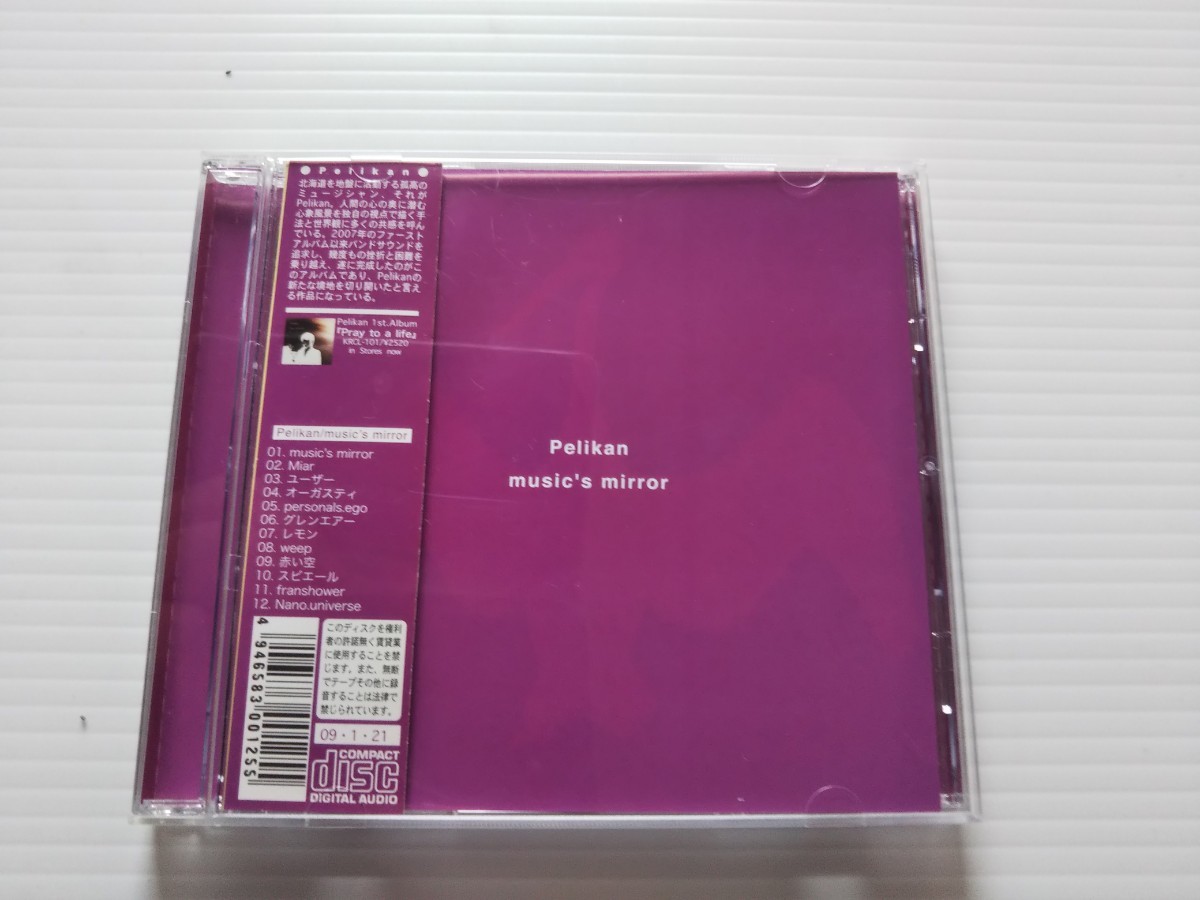 ●Pelikan●
北海道を地盤に活動する孤高の
ミュージシャン、それが
Pelikan。人間の心の奥に潜む
心象風景を独自の視点で描く手
法と世界観に多くの共感を呼ん
でいる。2007年のファースト
アルバム以来バンドサウンドを
追求し、幾度もの挫折と困難を
乗り越え、遂に完成したのがこ
のアルバムであり、Pelikanの
新たな境地を切り開いたと言え
る作品になっている。
Pelikan 1st.Album
『Pray to a life』
KRCL-101/¥2520
in Stores now
Pelikan/music's mirror
01. music's mirror
02. Miar
03. ユーザー
04. オーガスティ
05. personals.ego
06. グレンエアー
07. レモン
08. weep
09. 赤い空
10. スピエール
11. franshower
12. Nano.universe
4 946583 001255
このディスクを権利
者の許諾無く賃貸業
に使用することを禁
じます。また、無断
でテープその他に録
音することは法律で
禁じられています。
09・1・21
COMPACT
disc
DIGITAL AUDIO
Pelikan
music's mirror